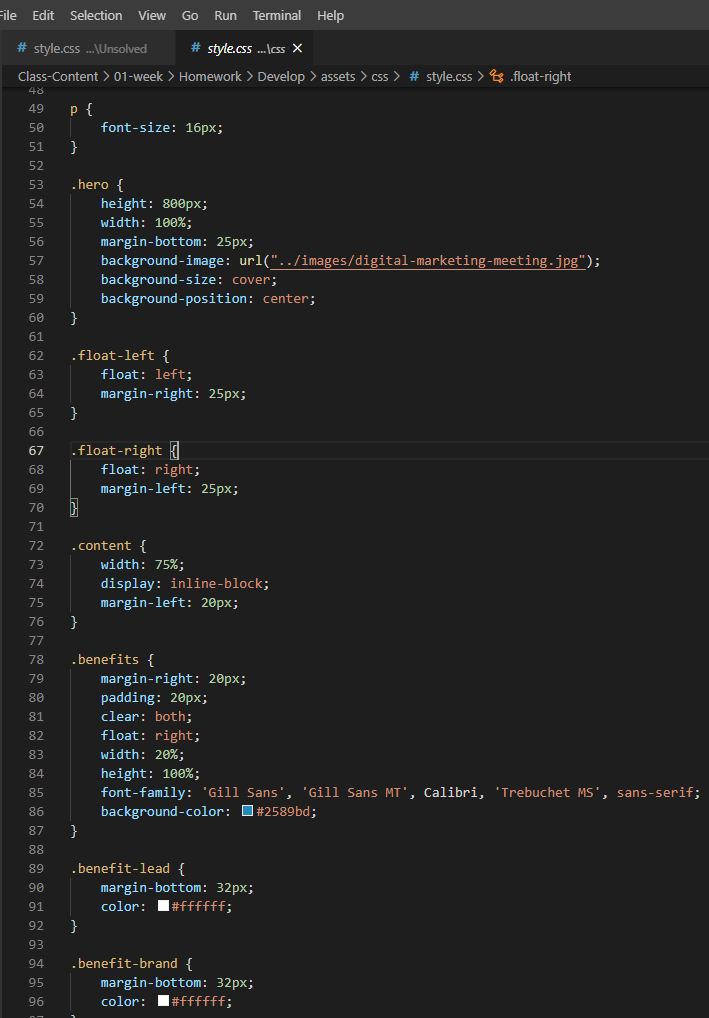 File Edit Selection View Go Run Terminal Help
# style.css ...\Unsolved # style.css ...\css ×
Class-Content > 01-week > Homework > Develop > assets > css > # style.css > .float-right
48
49 p {
50     font-size: 16px;
51 }
52
53 .hero {
54     height: 800px;
55     width: 100%;
56     margin-bottom: 25px;
57     background-image: url("../images/digital-marketing-meeting.jpg");
58     background-size: cover;
59     background-position: center;
60 }
61
62 .float-left {
63     float: left;
64     margin-right: 25px;
65 }
66
67 .float-right {
68     float: right;
69     margin-left: 25px;
70 }
71
72 .content {
73     width: 75%;
74     display: inline-block;
75     margin-left: 20px;
76 }
77
78 .benefits {
79     margin-right: 20px;
80     padding: 20px;
81     clear: both;
82     float: right;
83     width: 20%;
84     height: 100%;
85     font-family: 'Gill Sans', 'Gill Sans MT', Calibri, 'Trebuchet MS', sans-serif;
86     background-color: #2589bd;
87 }
88
89 .benefit-lead {
90     margin-bottom: 32px;
91     color: #ffffff;
92 }
93
94 .benefit-brand {
95     margin-bottom: 32px;
96     color: #ffffff;